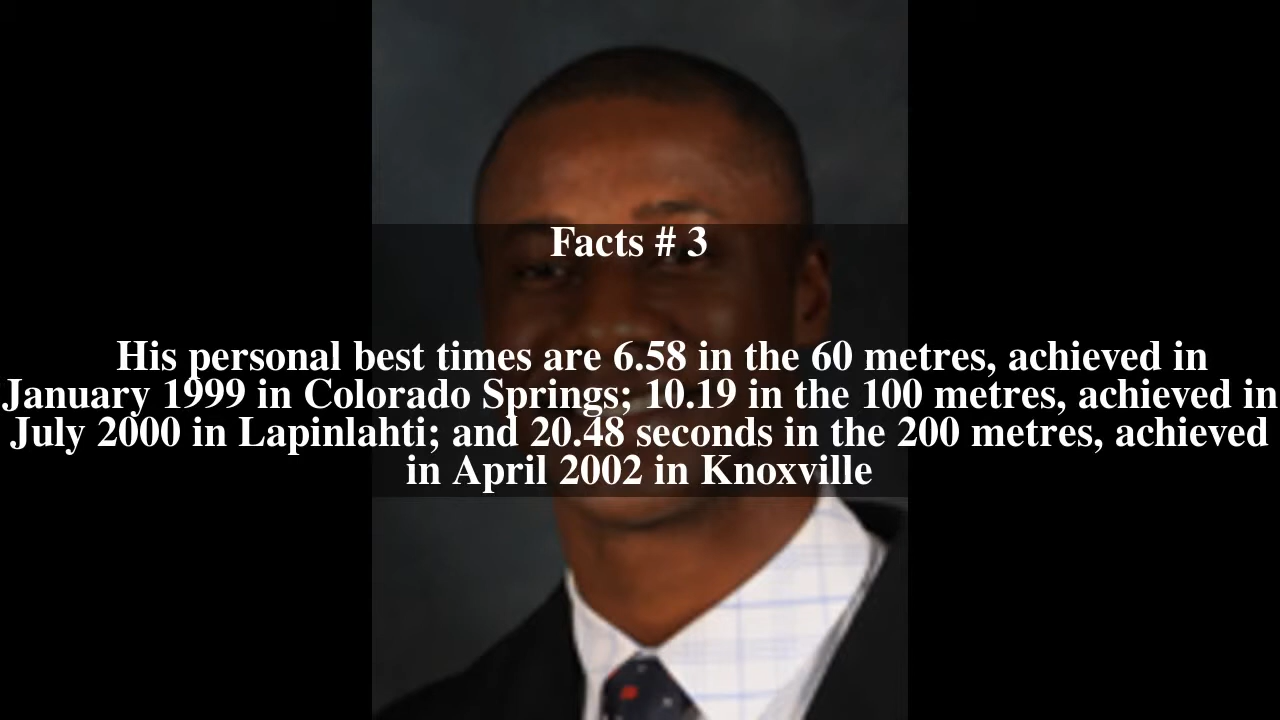 Facts # 3
His personal best times are 6.58 in the 60 metres, achieved in
January 1999 in Colorado Springs; 10.19 in the 100 metres, achieved in
July 2000 in Lapinlahti; and 20.48 seconds in the 200 metres, achieved
in April 2002 in Knoxville